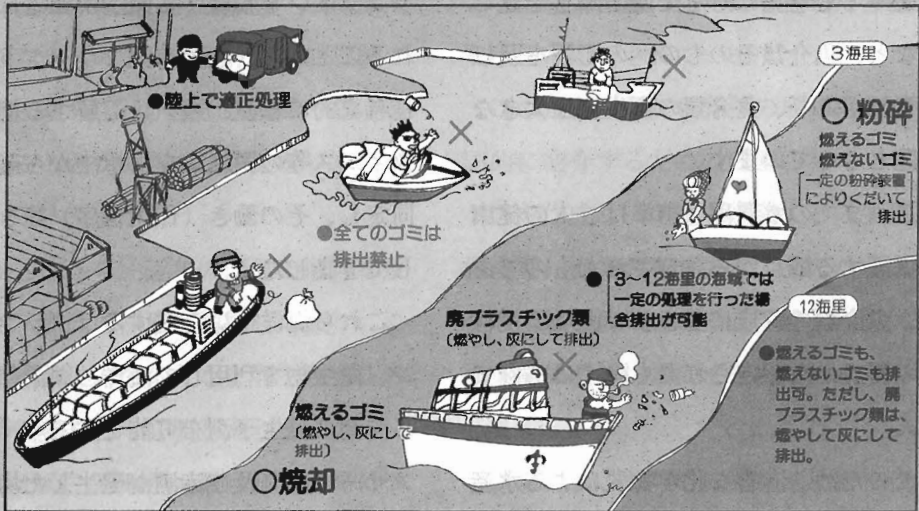 ●陸上で適正処理
●全てのゴミは
排出禁止
3海里
○粉砕
燃えるゴミ
燃えないゴミ
[一定の粉砕装置
によりくだいて
排出]
●[3〜12海里の海域では
一定の処理を行った場
合排出が可能
廃プラスチック類
(燃やし、灰にして排出)
燃えるゴミ
(燃やし、灰にして
排出)
○焼却
12海里
●燃えるゴミも、
燃えないゴミも排
出可。ただし、廃
プラスチック類は、
燃やして灰にして
排出。